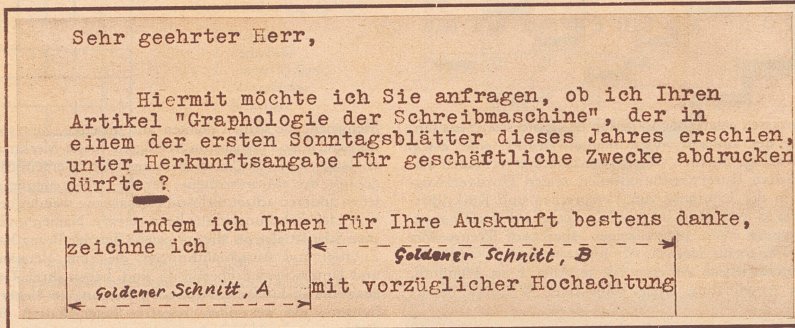 Sehr geehrter Herr,
Hiermit möchte ich Sie anfragen, ob ich Ihren
Artikel "Graphologie der Schreibmaschine", der in
einem der ersten Sonntagsblätter dieses Jahres erschien,
unter Herkunftsangabe für geschäftliche Zwecke abdrucken
dürfte ?
Indem ich Ihnen für Ihre Auskunft bestens danke,
zeichne ich
Goldener Schnitt, B
Goldener Schnitt, A
mit vorzüglicher Hochachtung